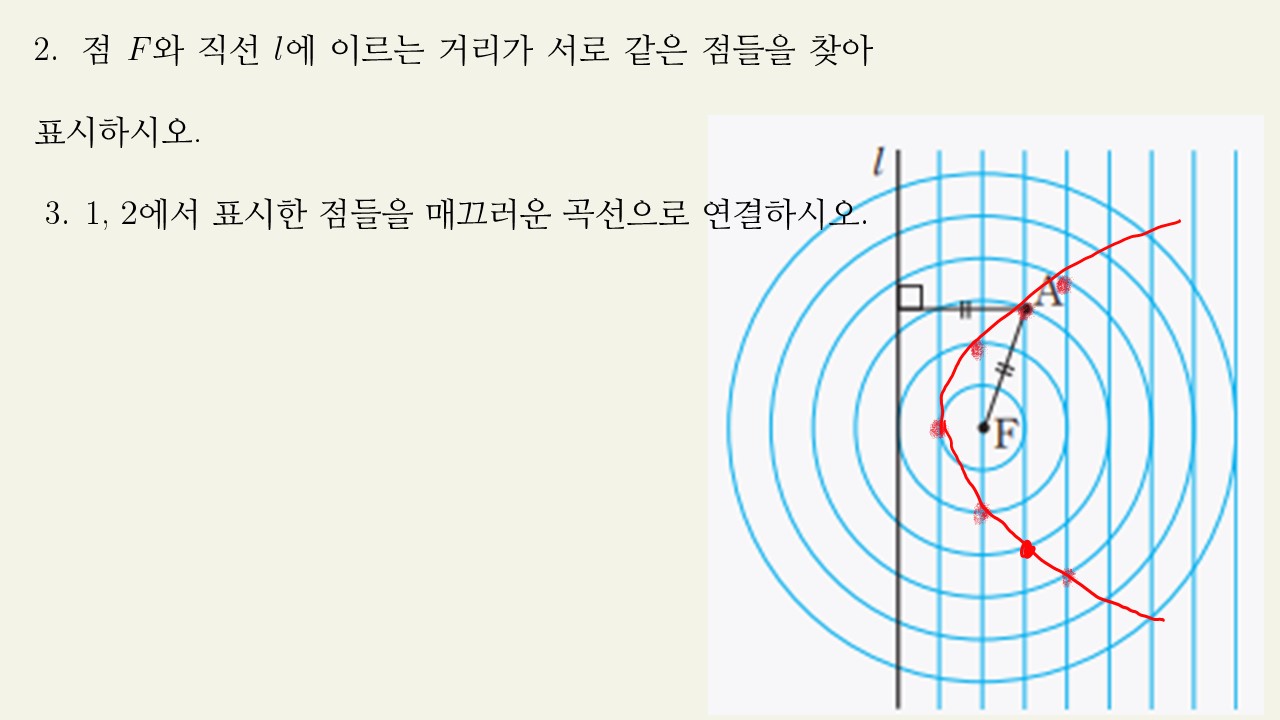 2. 점 F와 직선 l에 이르는 거리가 서로 같은 점들을 찾아
표시하시오.
3. 1, 2에서 표시한 점들을 매끄러운 곡선으로 연결하시오.
l
A
F